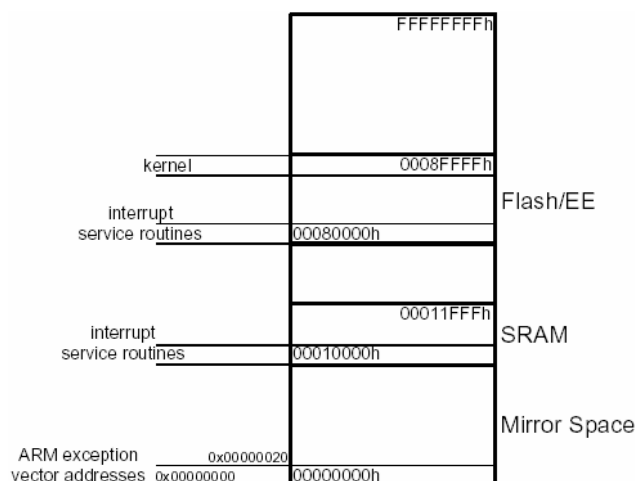 FFFFFFFFh
kernel
0008FFFFh
Flash/EE
interrupt
service routines
00080000h
00011FFFh
SRAM
interrupt
service routines
00010000h
Mirror Space
ARM exception
vector addresses
0x00000020
0x00000000
00000000h